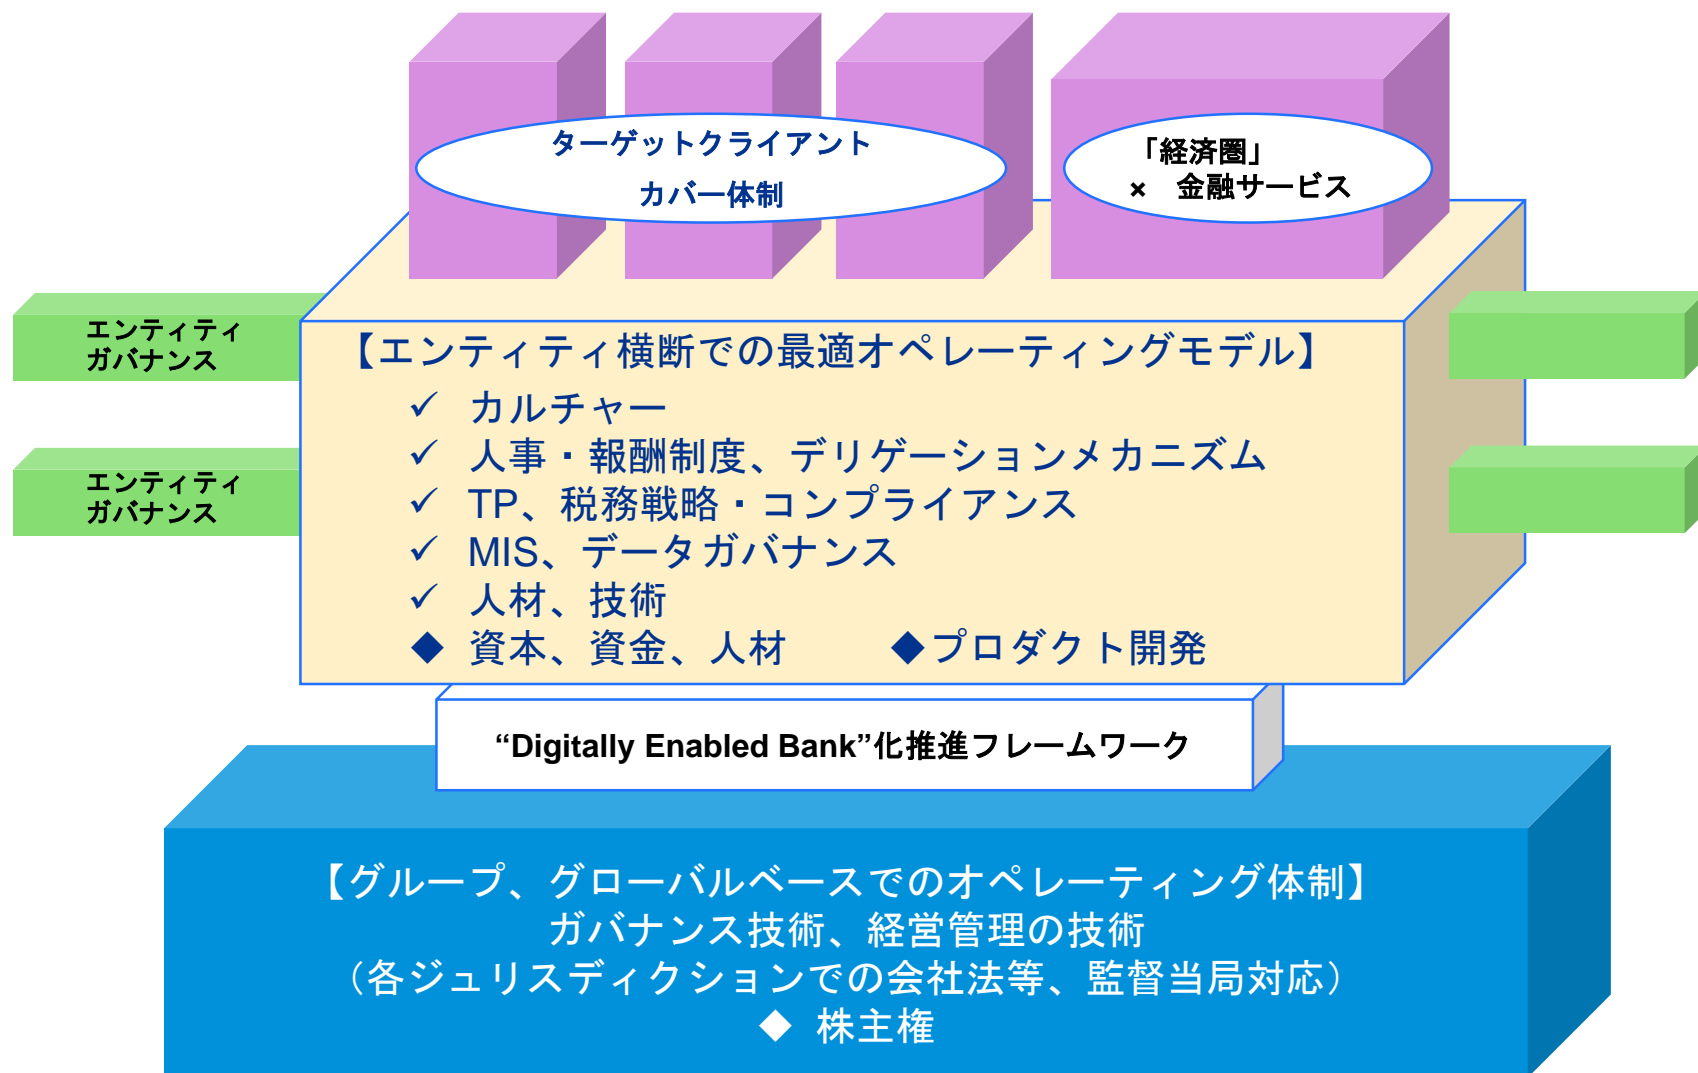 ターゲットクライアント
カバー体制
「経済圏」
×　金融サービス
エンティティ
ガバナンス
エンティティ
ガバナンス
【エンティティ横断での最適オペレーティングモデル】
✓ カルチャー
✓ 人事・報酬制度、デリゲーションメカニズム
✓ TP、税務戦略・コンプライアンス
✓ MIS、データガバナンス
✓ 人材、技術
◆ 資本、資金、人材　　◆プロダクト開発
“Digitally Enabled Bank”化推進フレームワーク
【グループ、グローバルベースでのオペレーティング体制】
ガバナンス技術、経営管理の技術
（各ジュリスディクションでの会社法等、監督当局対応）
◆ 株主権